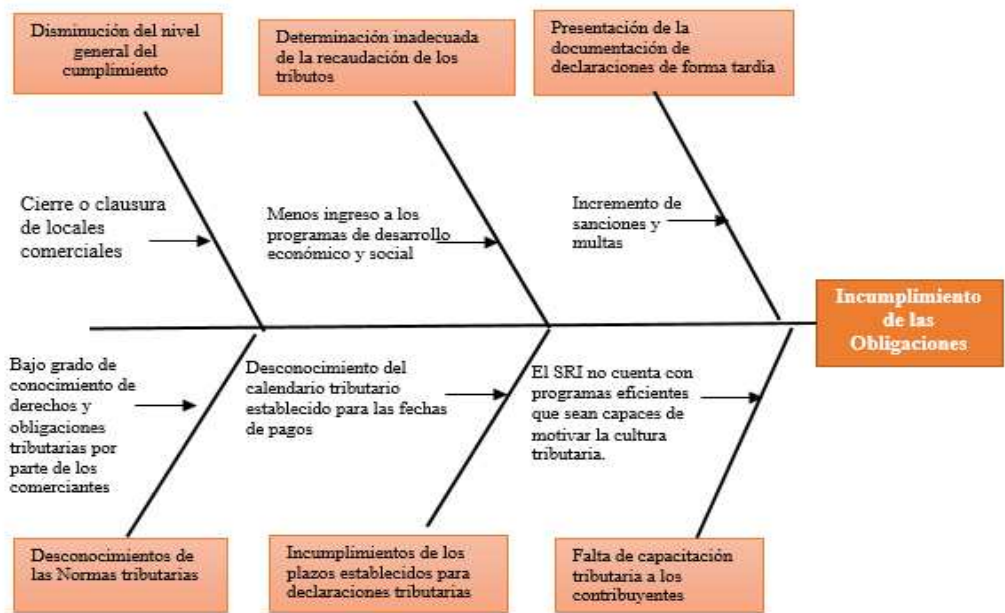 Disminución del nivel
general del
cumplimiento
Determinación inadecuada
de la recaudación de los
tributos
Presentación de la
documentación de
declaraciones de forma tardia
Cierre o clausura
de locales
comerciales
Menos ingreso a los
programas de desarrollo
económico y social
Incremento de
sanciones y
multas
Incumplimiento
de las
Obligaciones
Bajo grado de
conocimiento de
derechos y
obligaciones
tributarias por
parte de los
comerciantes
Desconocimiento del
calendario tributario
establecido para las fechas
de pagos
El SRI no cuenta con
programas eficientes
que sean capaces de
motivar la cultura
tributaria.
Desconocimientos de
las Normas tributarias
Incumplimientos de los
plazos establecidos para
declaraciones tributarias
Falta de capacitación
tributaria a los
contribuyentes